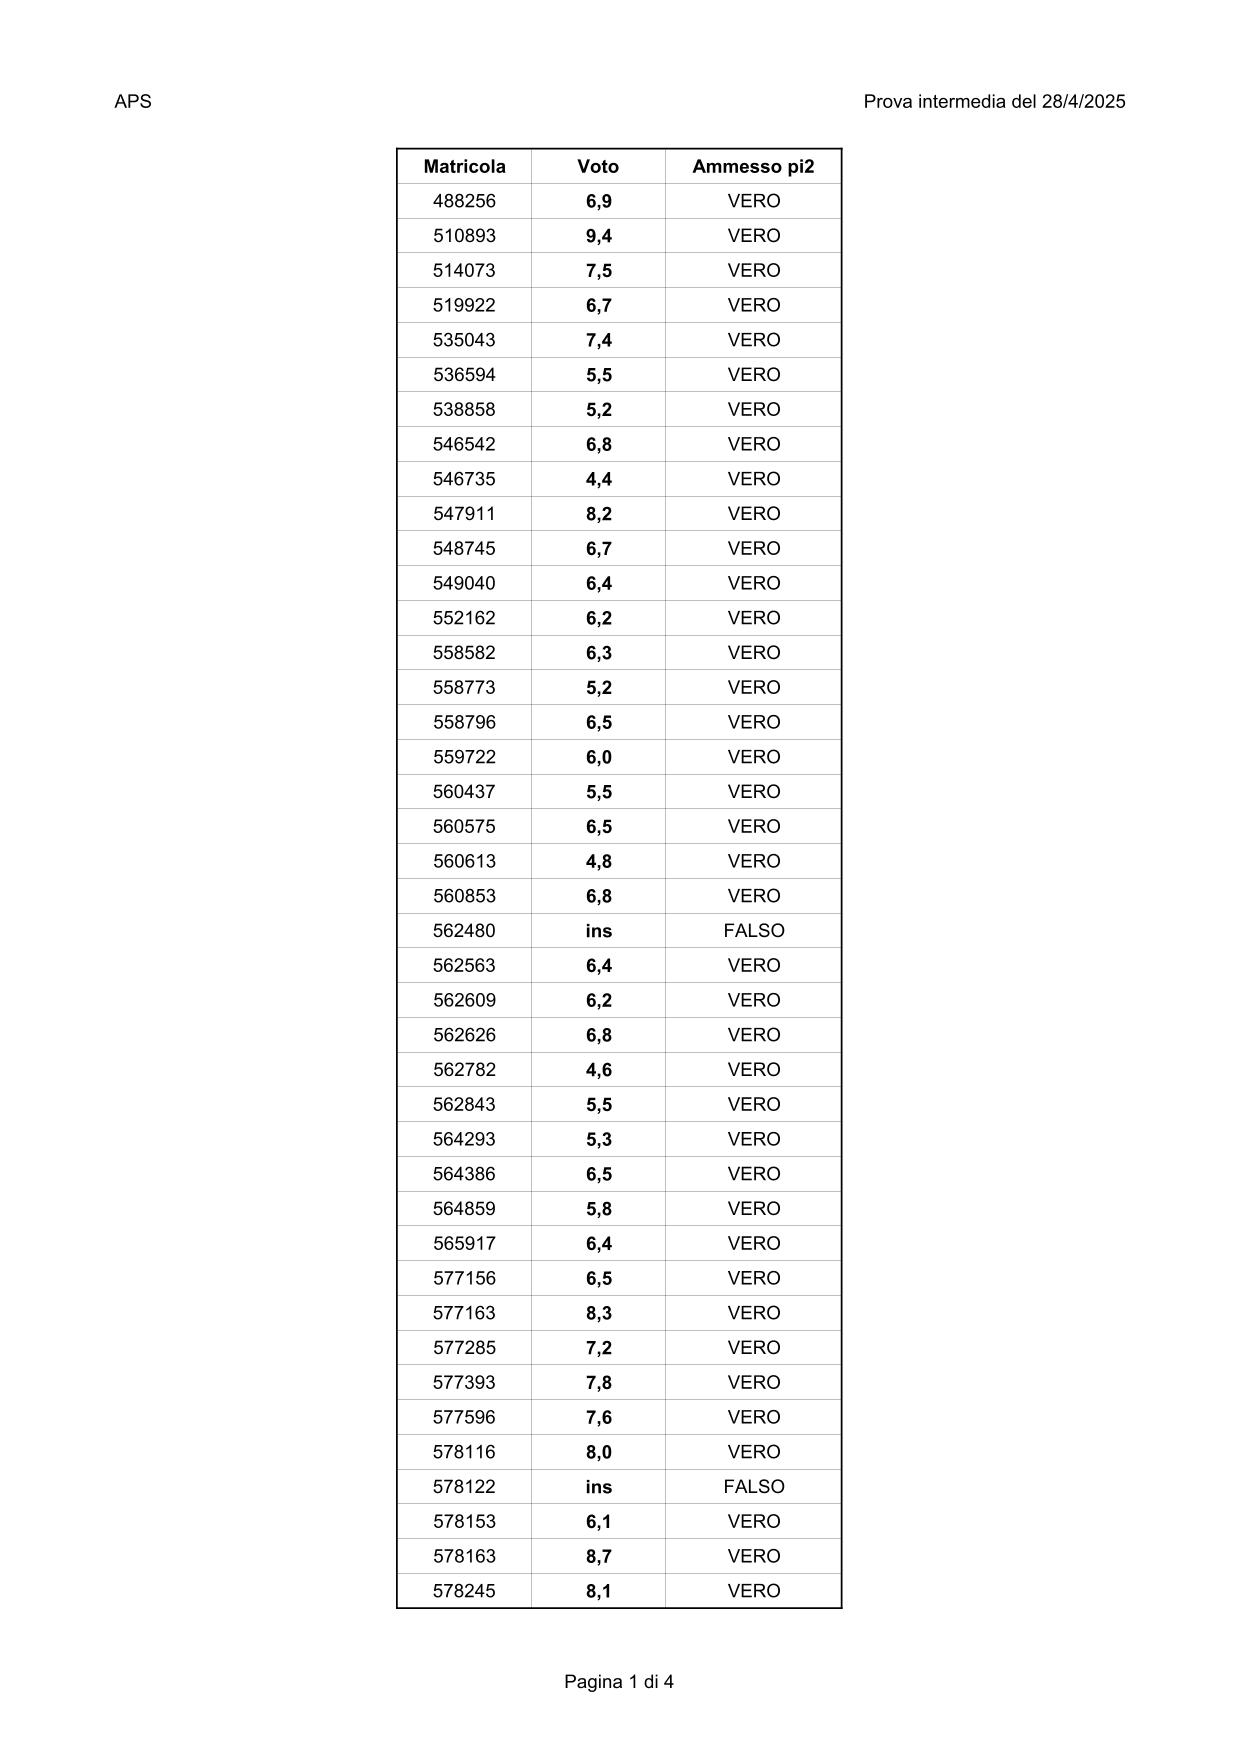 APS Prova intermedia del 28/4/2025
Matricola Voto Ammesso pi2
488256 6,9 VERO
510893 9,4 VERO
514073 7,5 VERO
519922 6,7 VERO
535043 7,4 VERO
536594 5,5 VERO
538858 5,2 VERO
546542 6,8 VERO
546735 4,4 VERO
547911 8,2 VERO
548745 6,7 VERO
549040 6,4 VERO
552162 6,2 VERO
558582 6,3 VERO
558773 5,2 VERO
558796 6,5 VERO
559722 6,0 VERO
560437 5,5 VERO
560575 6,5 VERO
560613 4,8 VERO
560853 6,8 VERO
562480 ins FALSO
562563 6,4 VERO
562609 6,2 VERO
562626 6,8 VERO
562782 4,6 VERO
562843 5,5 VERO
564293 5,3 VERO
564386 6,5 VERO
564859 5,8 VERO
565917 6,4 VERO
577156 6,5 VERO
577163 8,3 VERO
577285 7,2 VERO
577393 7,8 VERO
577596 7,6 VERO
578116 8,0 VERO
578122 ins FALSO
578153 6,1 VERO
578163 8,7 VERO
578245 8,1 VERO
Pagina 1 di 4